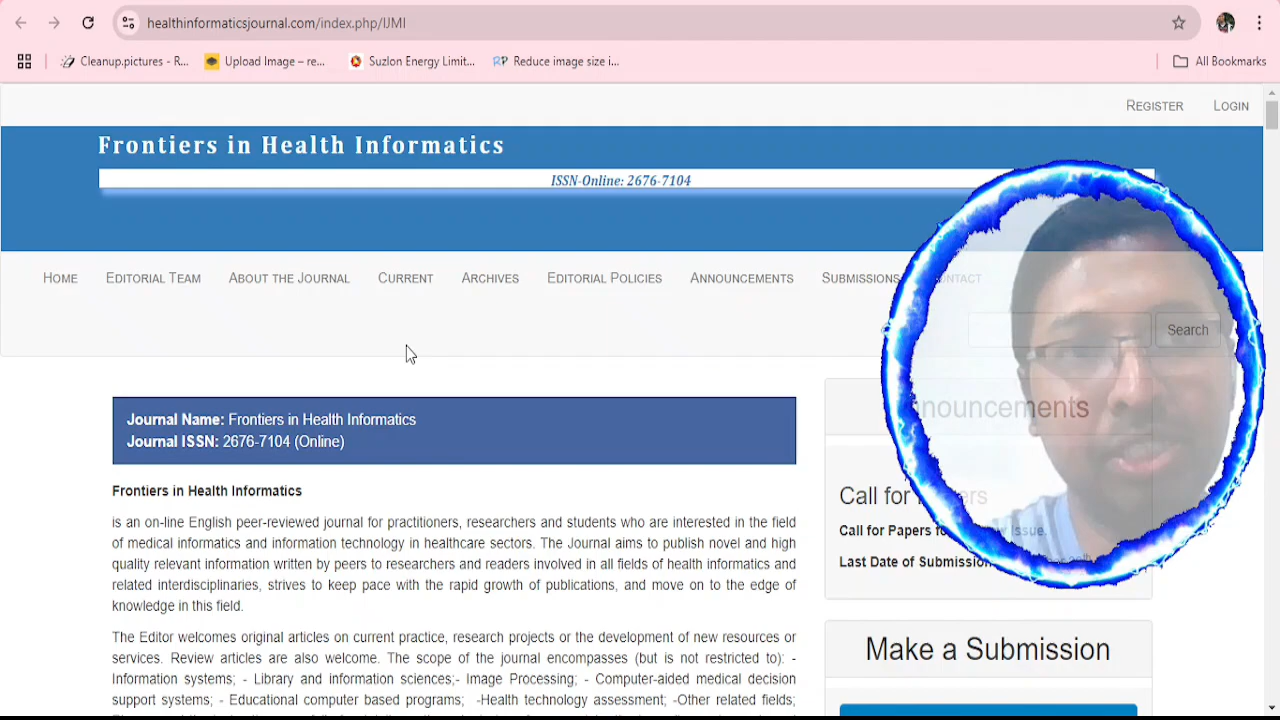 healthinformaticsjournal.com/index.php/IJMI
Cleanup.pictures - R... Upload Image – re... Suzlon Energy Limit... RP Reduce image size i... All Bookmarks
REGISTER LOGIN
Frontiers in Health Informatics
ISSN-Online: 2676-7104
HOME EDITORIAL TEAM ABOUT THE JOURNAL CURRENT ARCHIVES EDITORIAL POLICIES ANNOUNCEMENTS SUBMISSIONS CONTACT
Search
Journal Name: Frontiers in Health Informatics
Journal ISSN: 2676-7104 (Online)
Frontiers in Health Informatics
is an on-line English peer-reviewed journal for practitioners, researchers and students who are interested in the field
of medical informatics and information technology in healthcare sectors. The Journal aims to publish novel and high
quality relevant information written by peers to researchers and readers involved in all fields of health informatics and
related interdisciplinaries, strives to keep pace with the rapid growth of publications, and move on to the edge of
knowledge in this field.
The Editor welcomes original articles on current practice, research projects or the development of new resources or
services. Review articles are also welcome. The scope of the journal encompasses (but is not restricted to): -
Information systems; - Library and information sciences;- Image Processing; - Computer-aided medical decision
support systems; - Educational computer based programs; -Health technology assessment; -Other related fields;
Announcements
Call for Papers
Call for Papers Issue.
Last Date of Submission
Make a Submission